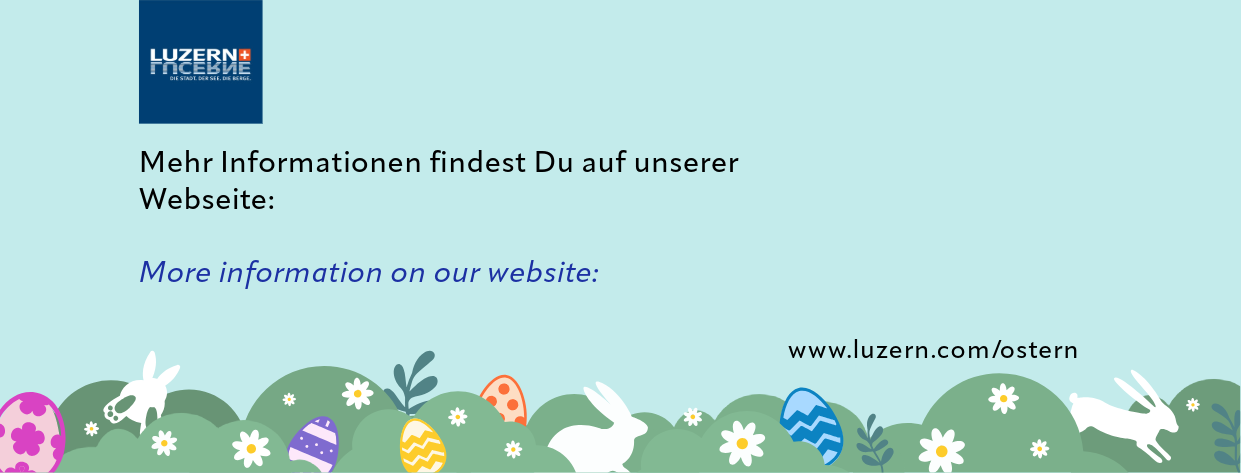 LUZERN
LUCERNE
DIE STADT. DER SEE. DIE BERGE.
Mehr Informationen findest Du auf unserer
Webseite:
More information on our website:
www.luzern.com/ostern